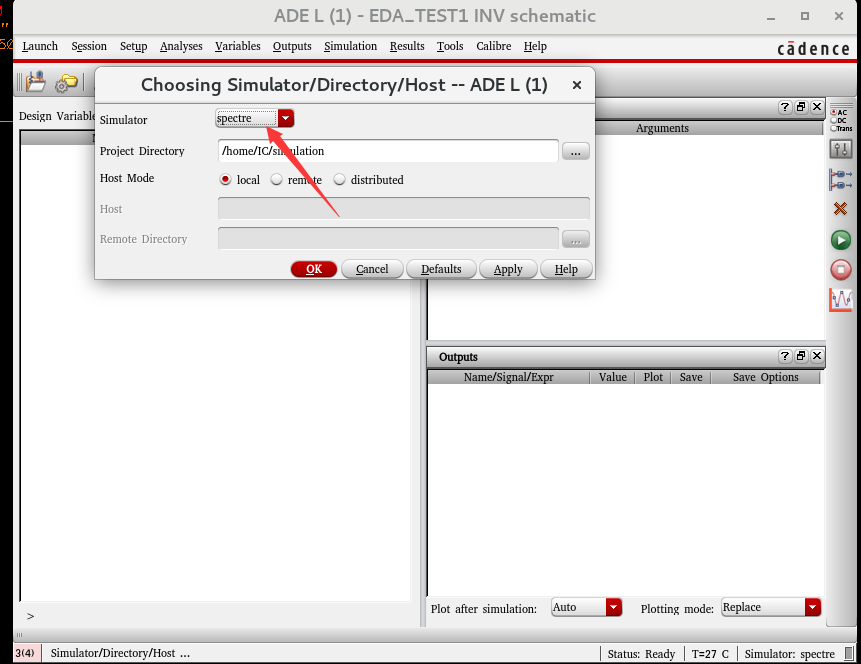 ADE L (1) - EDA_TEST1 INV schematic
Launch Session Setup Analyses Variables Outputs Simulation Results Tools Calibre Help
cādence
Choosing Simulator/Directory/Host -- ADE L (1)
Design Variable
Simulator spectre
Project Directory /home/IC/simulation ...
Host Mode local remote distributed
Host
Remote Directory ...
OK Cancel Defaults Apply Help
Arguments
AC
DC
Trans
Outputs
Name/Signal/Expr Value Plot Save Save Options
>
Plot after simulation: Auto Plotting mode: Replace
3(4) Simulator/Directory/Host ... Status: Ready T=27 C Simulator: spectre